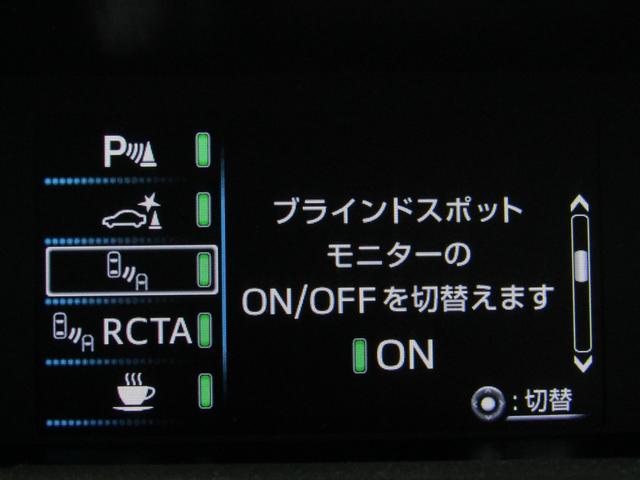 P
RCTA
ブラインドスポット
モニターの
ON/OFFを切替えます
ON
:切替